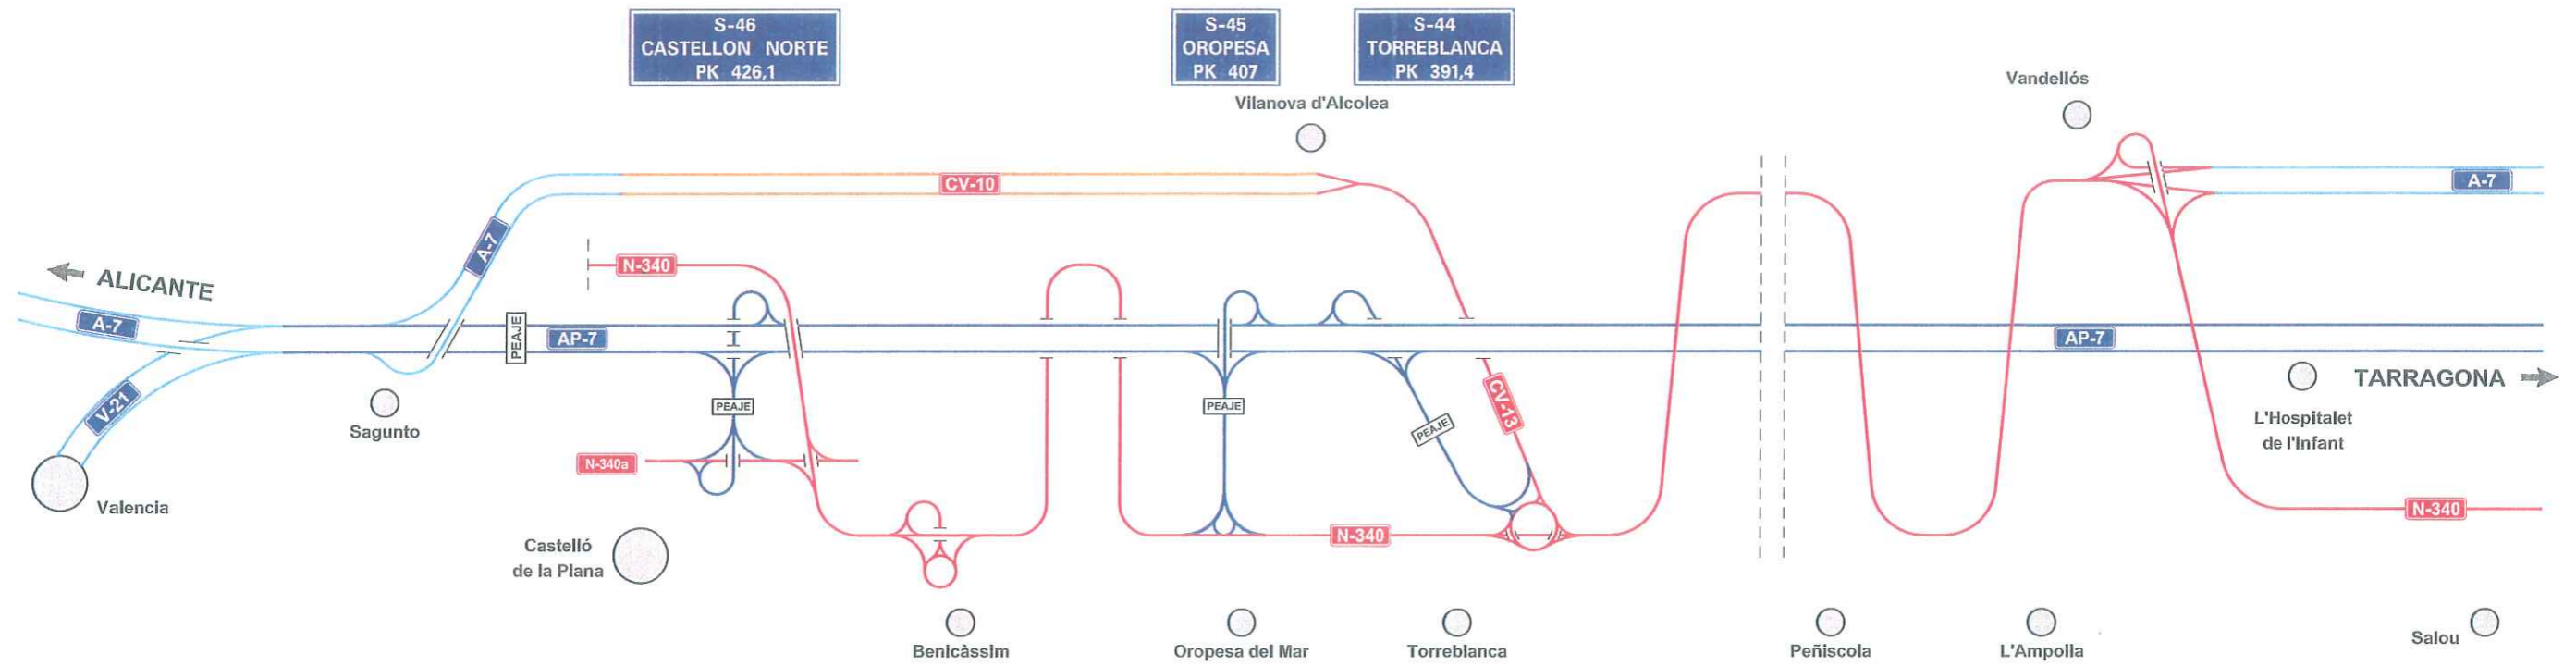 S-46
CASTELLON NORTE
PK 426,1
S-45
OROPESA
PK 407
S-44
TORREBLANCA
PK 391,4
Vilanova d'Alcolea
Vandellós
CV-10
A-7
A-7
N-340
ALICANTE
A-7
PEAJE
AP-7
AP-7
V-21
Sagunto
PEAJE
PEAJE
PEAJE
CV-13
TARRAGONA
L'Hospitalet
de l'Infant
N-340a
Valencia
N-340
N-340
Castelló
de la Plana
Benicàssim
Oropesa del Mar
Torreblanca
Peñiscola
L'Ampolla
Salou